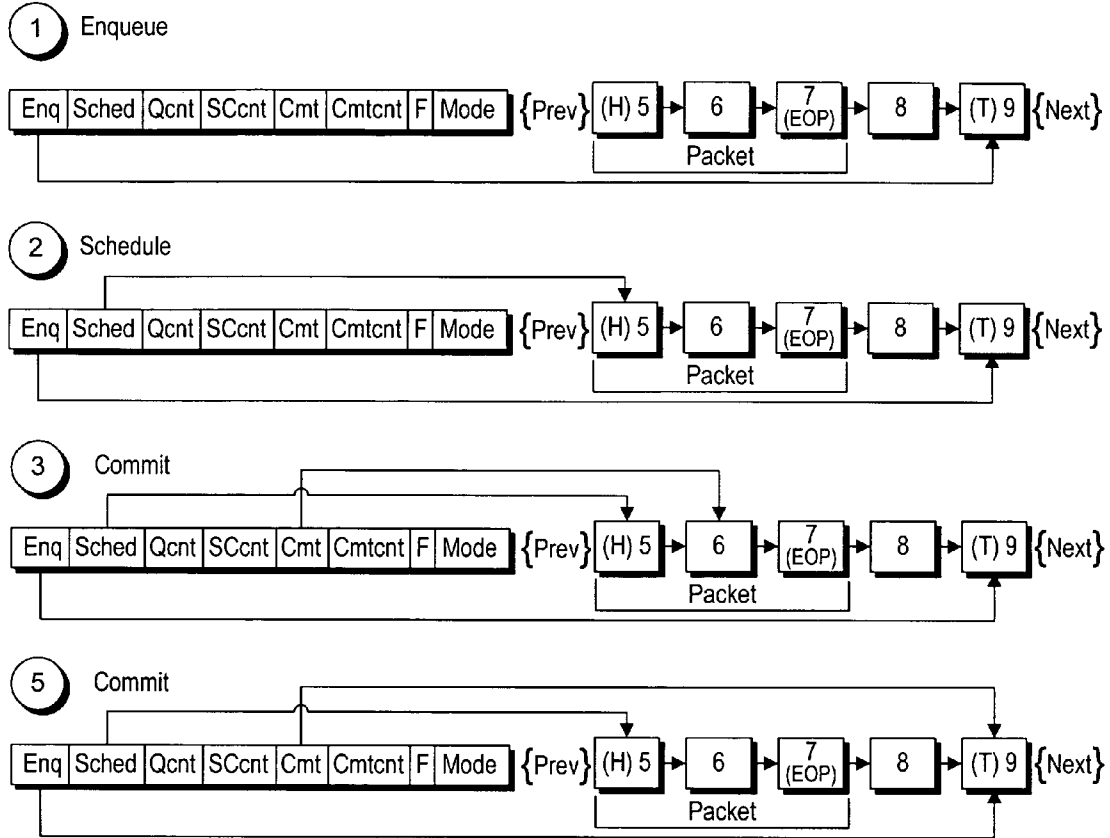 1 Enqueue
Enq Sched Qcnt SCcnt Cmt Cmtcnt F Mode {Prev} (H) 5 6 7 (EOP) 8 (T) 9 {Next}
Packet
2 Schedule
Enq Sched Qcnt SCcnt Cmt Cmtcnt F Mode {Prev} (H) 5 6 7 (EOP) 8 (T) 9 {Next}
Packet
3 Commit
Enq Sched Qcnt SCcnt Cmt Cmtcnt F Mode {Prev} (H) 5 6 7 (EOP) 8 (T) 9 {Next}
Packet
5 Commit
Enq Sched Qcnt SCcnt Cmt Cmtcnt F Mode {Prev} (H) 5 6 7 (EOP) 8 (T) 9 {Next}
Packet